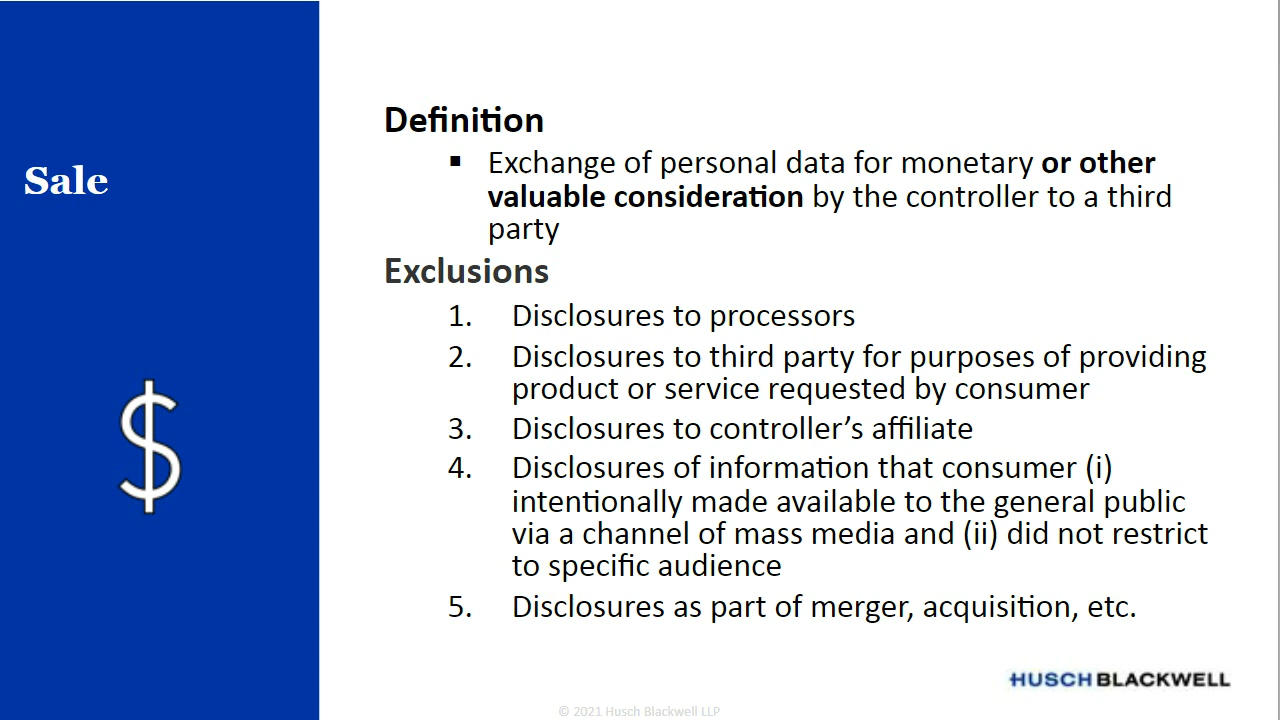 Sale
Definition
▪ Exchange of personal data for monetary or other
valuable consideration by the controller to a third
party
Exclusions
1. Disclosures to processors
2. Disclosures to third party for purposes of providing
product or service requested by consumer
3. Disclosures to controller’s affiliate
4. Disclosures of information that consumer (i)
intentionally made available to the general public
via a channel of mass media and (ii) did not restrict
to specific audience
5. Disclosures as part of merger, acquisition, etc.
$
HUSCH BLACKWELL
© 2021 Husch Blackwell LLP